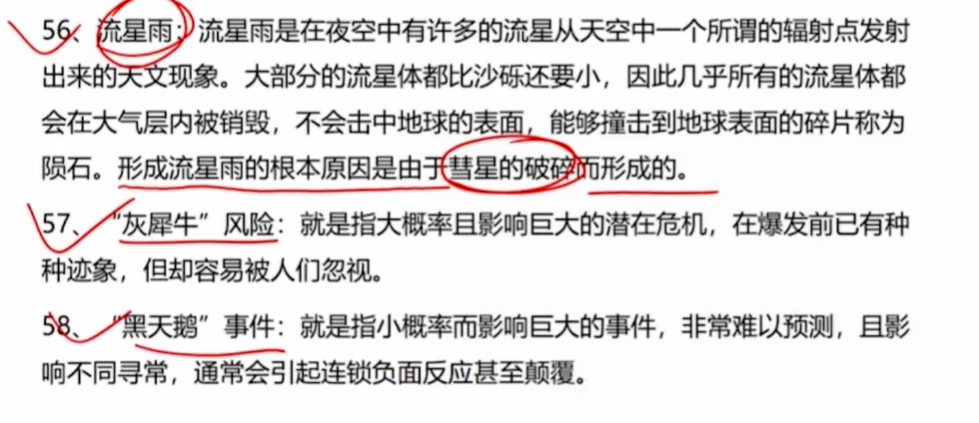 56、流星雨：流星雨是在夜空中有许多的流星从天空中一个所谓的辐射点发射
出来的天文现象。大部分的流星体都比沙砾还要小，因此几乎所有的流星体都
会在大气层内被销毁，不会击中地球的表面，能够撞击到地球表面的碎片称为
陨石。形成流星雨的根本原因是由于彗星的破碎而形成的。
57、“灰犀牛”风险：就是指大概率且影响巨大的潜在危机，在爆发前已有种
种迹象，但却容易被人们忽视。
58、“黑天鹅”事件：就是指小概率而影响巨大的事件，非常难以预测，且影
响不同寻常，通常会引起连锁负面反应甚至颠覆。